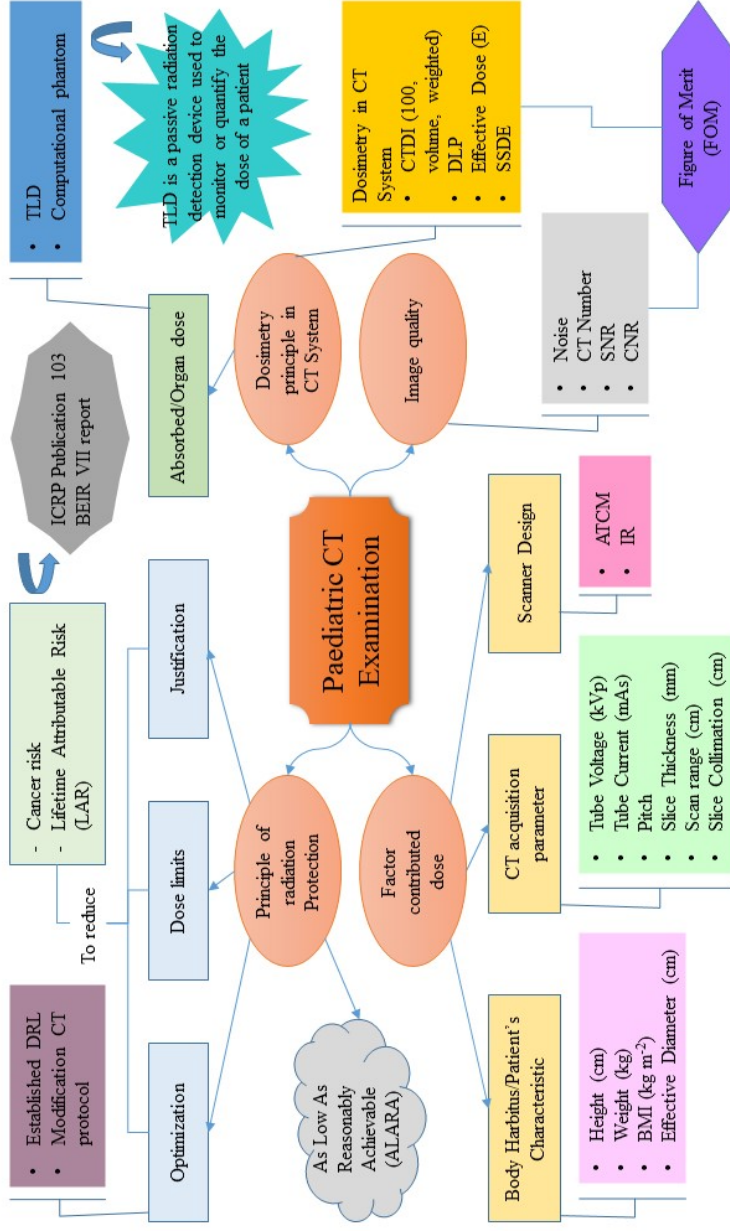 • Established DRL
• Modification CT
protocol
- Cancer risk
- Lifetime Attributable Risk
(LAR)
ICRP Publication 103
BEIR VII report
• TLD
• Computational phantom
To reduce
Optimization
Dose limits
Justification
Absorbed/Organ dose
TLD is a passive radiation
detection device used to
monitor or quantify the
dose of a patient
As Low As
Reasonably
Achievable
(ALARA)
Principle of
radiation
Protection
Paediatric CT
Examination
Dosimetry
principle in
CT System
Factor
contributed
dose
Image quality
Dosimetry in CT
System
• CTDI (100,
volume, weighted)
• DLP
• Effective Dose (E)
• SSDE
Body Harbitus/Patient's
Characteristic
CT acquisition
parameter
Scanner Design
• Height (cm)
• Weight (kg)
• BMI (kg m-2)
• Effective Diameter (cm)
• Tube Voltage (kVp)
• Tube Current (mAs)
• Pitch
• Slice Thickness (mm)
• Scan range (cm)
• Slice Collimation (cm)
• ATCM
• IR
• Noise
• CT Number
• SNR
• CNR
Figure of Merit
(FOM)